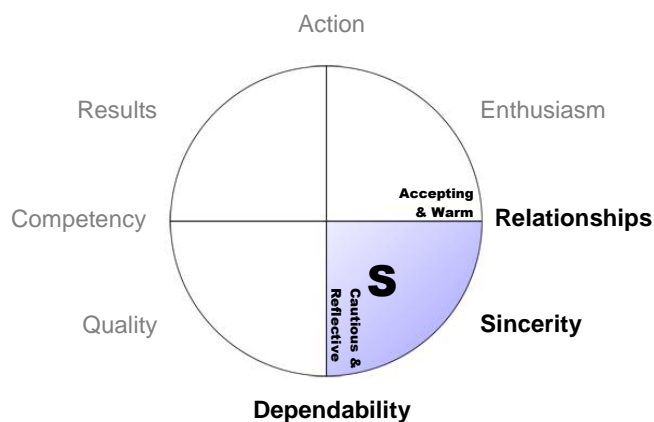 Action
Results
Enthusiasm
Accepting
& Warm
Competency
Relationships
S
Cautious &
Reflective
Quality
Sincerity
Dependability